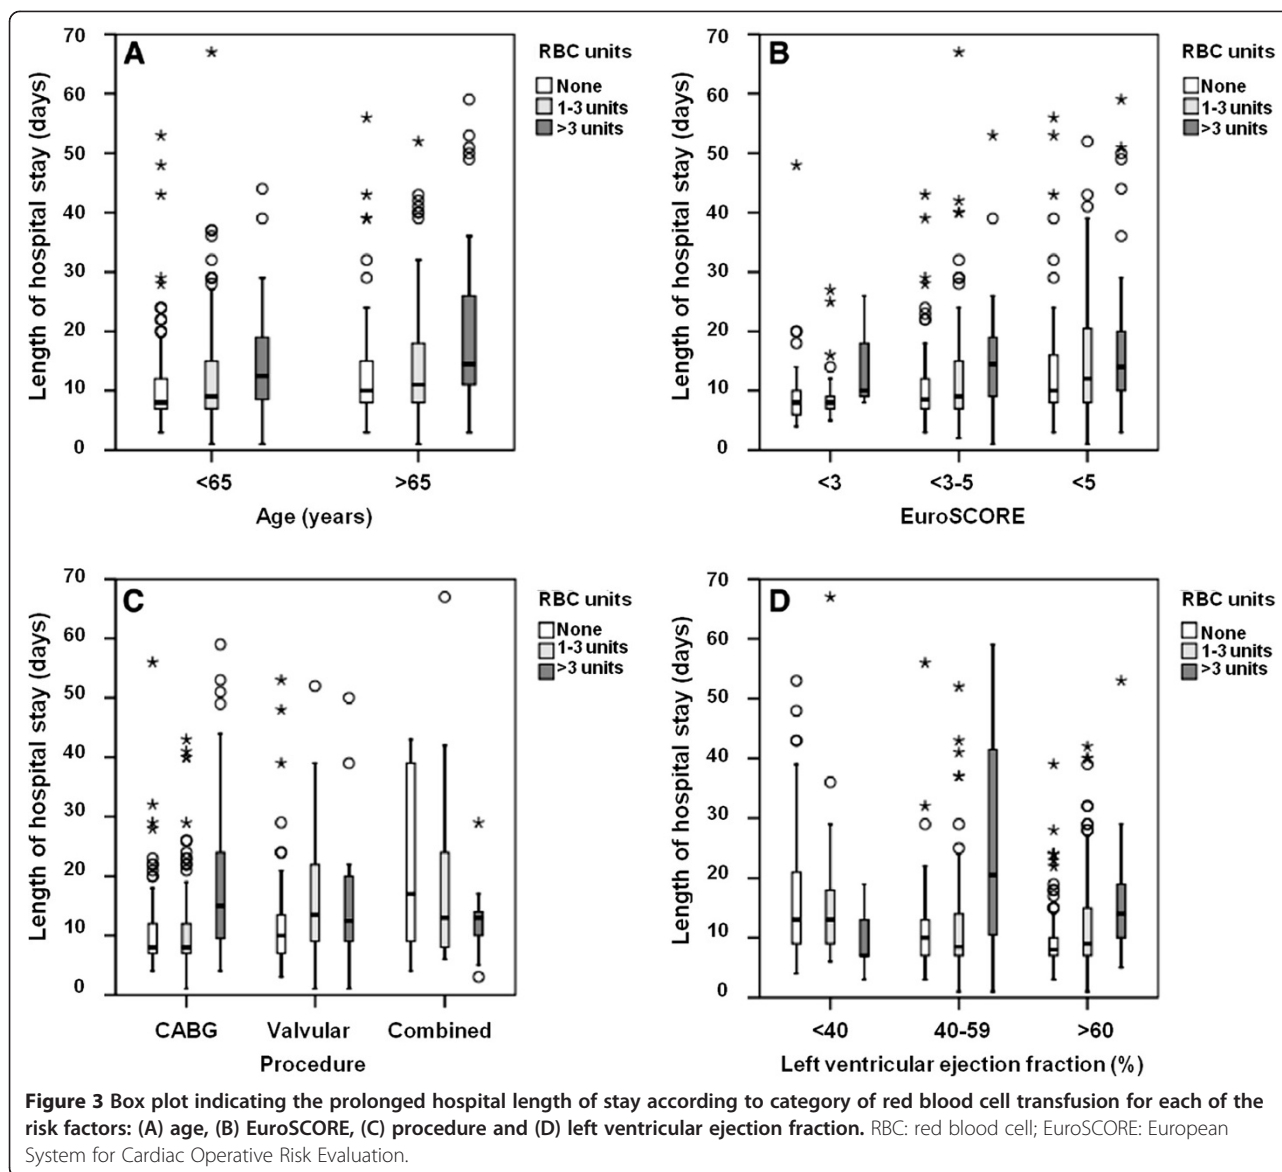 A
RBC units
None
1-3 units
>3 units
70
60
50
40
30
20
10
0
Length of hospital stay (days)
<65
>65
Age (years)
B
RBC units
None
1-3 units
>3 units
70
60
50
40
30
20
10
0
Length of hospital stay (days)
<3
<3-5
<5
EuroSCORE
C
RBC units
None
1-3 units
>3 units
70
60
50
40
30
20
10
0
Length of hospital stay (days)
CABG
Valvular
Combined
Procedure
D
RBC units
None
1-3 units
>3 units
70
60
50
40
30
20
10
0
Length of hospital stay (days)
<40
40-59
>60
Left ventricular ejection fraction (%)
Figure 3 Box plot indicating the prolonged hospital length of stay according to category of red blood cell transfusion for each of the
risk factors: (A) age, (B) EuroSCORE, (C) procedure and (D) left ventricular ejection fraction. RBC: red blood cell; EuroSCORE: European
System for Cardiac Operative Risk Evaluation.